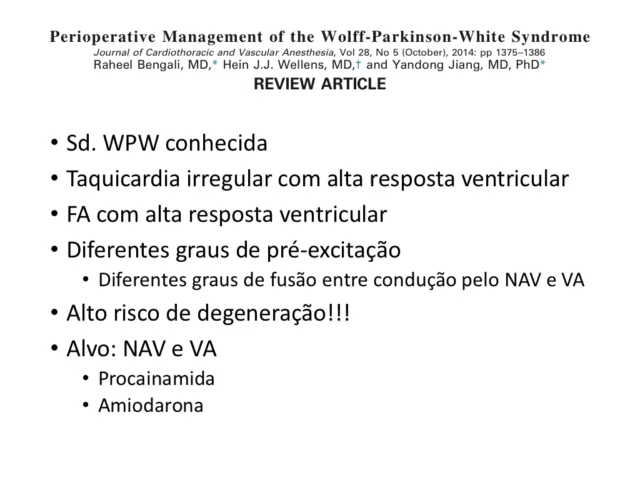 Perioperative Management of the Wolff-Parkinson-White Syndrome
Journal of Cardiothoracic and Vascular Anesthesia, Vol 28, No 5 (October), 2014: pp 1375–1386
Raheel Bengali, MD,* Hein J.J. Wellens, MD,† and Yandong Jiang, MD, PhD*
REVIEW ARTICLE
• Sd. WPW conhecida
• Taquicardia irregular com alta resposta ventricular
• FA com alta resposta ventricular
• Diferentes graus de pré-excitação
• Diferentes graus de fusão entre condução pelo NAV e VA
• Alto risco de degeneração!!!
• Alvo: NAV e VA
• Procainamida
• Amiodarona